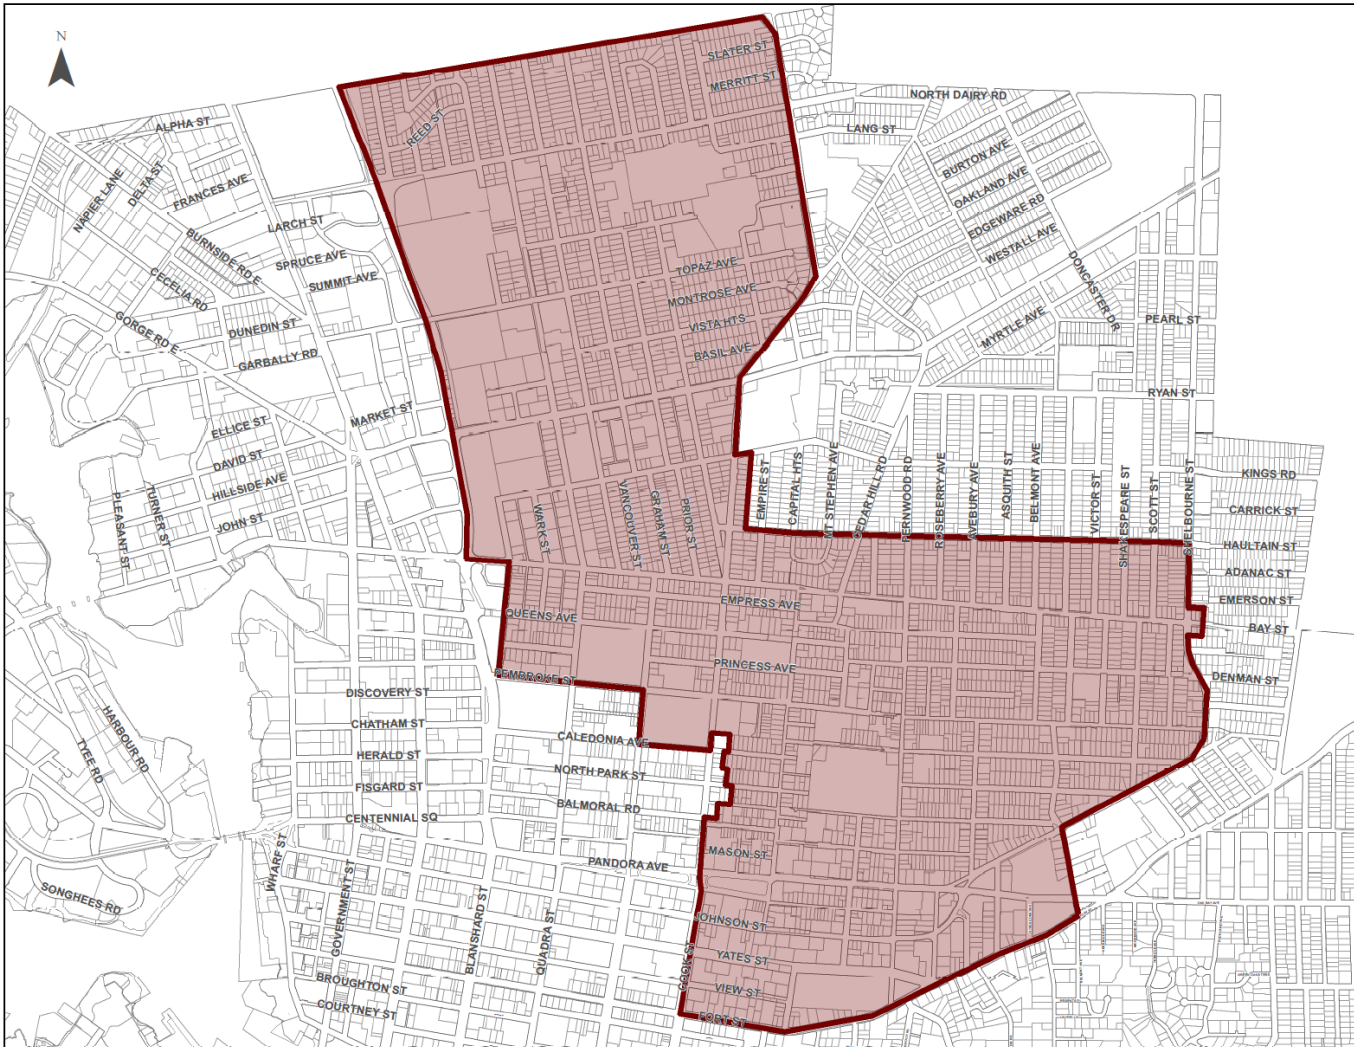 N
SLATER ST
MERRITT ST
NORTH DAIRY RD
ALPHA ST
REED ST
LANG ST
BURTON AVE
NAPIER LANE
DELTA ST
FRANCES AVE
OAKLAND AVE
EDGEWARE RD
LARCH ST
BURNSIDE RD E
WESTALL AVE
SPRUCE AVE
TOPAZ AVE
CECELIA RD
SUMMIT AVE
MONTROSE AVE
DONCASTER DR
GORGE RD E
DUNEDIN ST
VISTA HTS
MYRTLE AVE
PEARL ST
GARBALLY RD
BASIL AVE
RYAN ST
MARKET ST
ELLICE ST
DAVID ST
HILLSIDE AVE
JOHN ST
PLEASANT ST
TURNER ST
WARK ST
VANCOUVER ST
GRAHAM ST
PRIOR ST
EMPIRE ST
CAPITAL HTS
MT STEPHEN AVE
CEDAR HILL RD
FERNWOOD RD
ROSEBERRY AVE
AVEBURY AVE
ASQUITH ST
BELMONT AVE
VICTOR ST
SHAKESPEARE ST
SCOTT ST
SHELBOURNE ST
KINGS RD
CARRICK ST
HAULTAIN ST
ADANAC ST
EMERSON ST
EMPRESS AVE
QUEENS AVE
BAY ST
PRINCESS AVE
PEMBROKE ST
DENMAN ST
DISCOVERY ST
CHATHAM ST
HARBOUR RD
CALEDONIA AVE
HERALD ST
TYEE RD
NORTH PARK ST
FISGARD ST
BALMORAL RD
CENTENNIAL SQ
MASON ST
WHARF ST
PANDORA AVE
SONGHEES RD
GOVERNMENT ST
BLANSHARD ST
QUADRA ST
JOHNSON ST
COOK ST
YATES ST
BROUGHTON ST
VIEW ST
COURTNEY ST
FORT ST